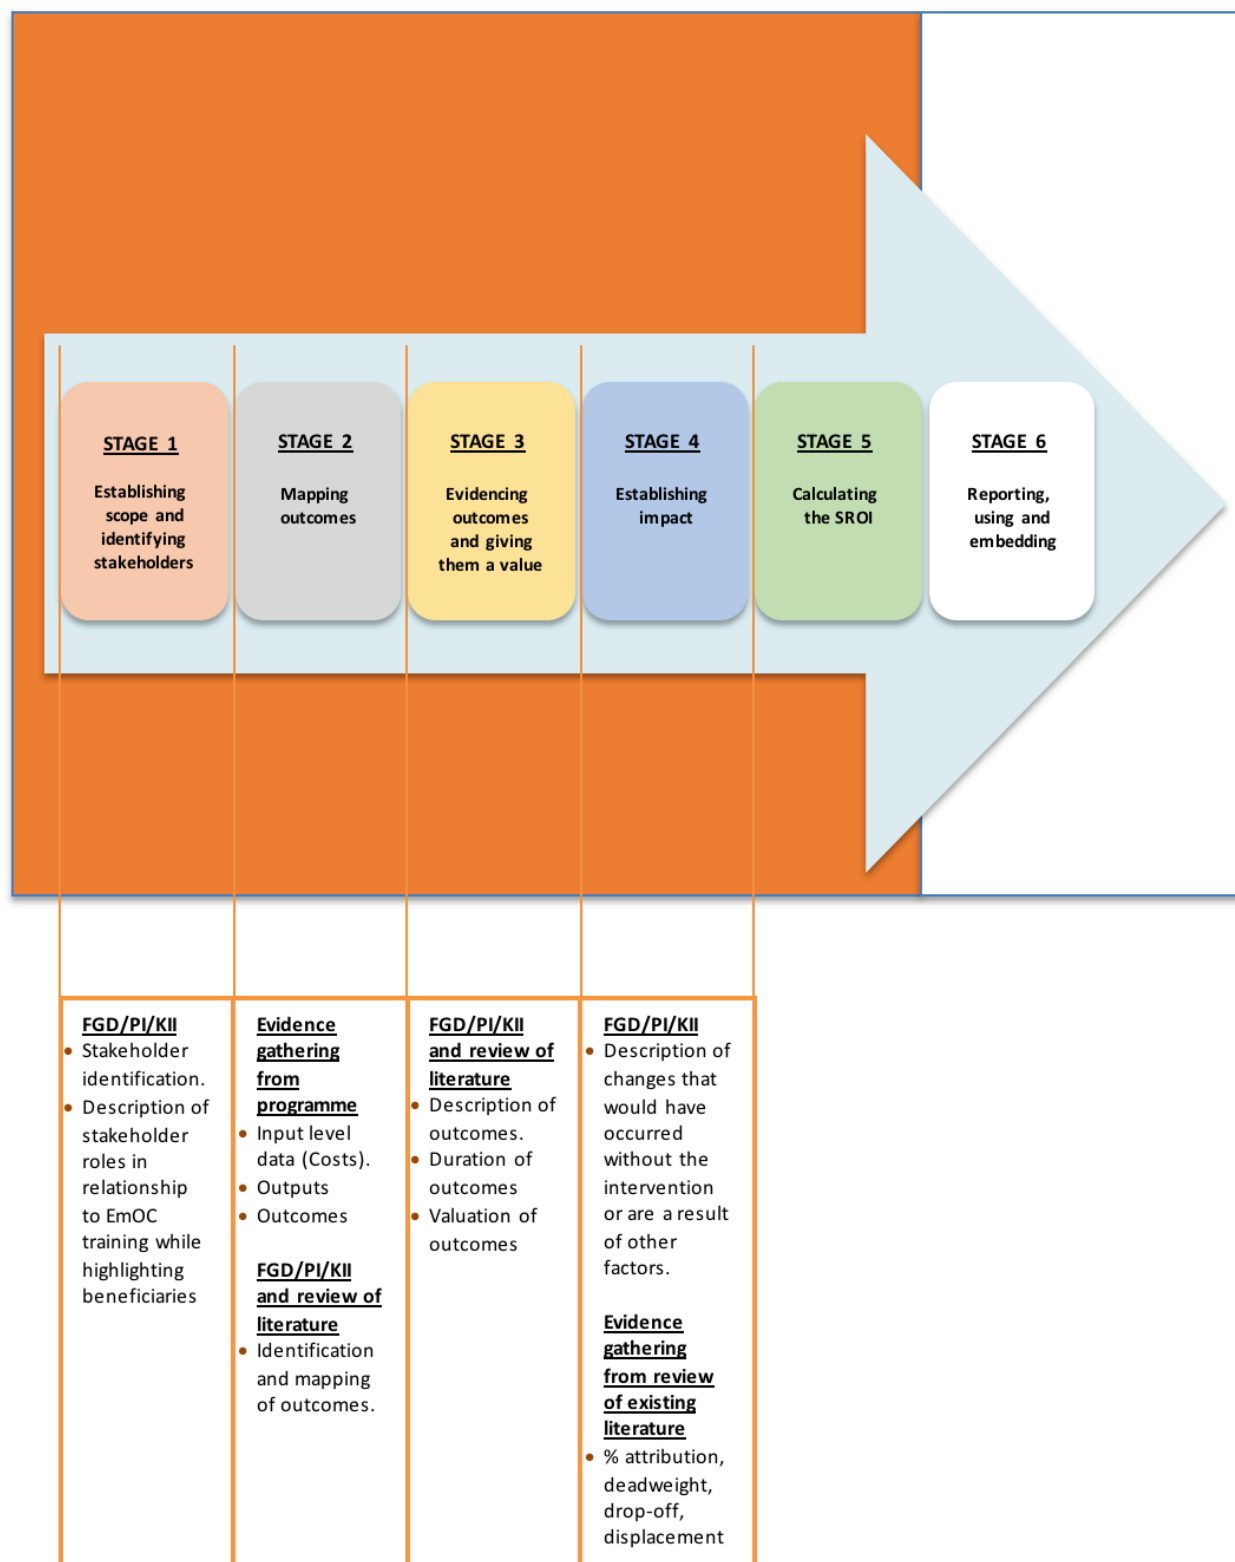 STAGE 1
Establishing
scope and
identifying
stakeholders
STAGE 2
Mapping
outcomes
STAGE 3
Evidencing
outcomes
and giving
them a value
STAGE 4
Establishing
impact
STAGE 5
Calculating
the SROI
STAGE 6
Reporting,
using and
embedding
FGD/PI/KII
• Stakeholder
identification.
• Description of
stakeholder
roles in
relationship
to EmOC
training while
highlighting
beneficiaries
Evidence
gathering
from
programme
• Input level
data (Costs).
• Outputs
• Outcomes
FGD/PI/KII
and review of
literature
• Identification
and mapping
of outcomes.
FGD/PI/KII
and review of
literature
• Description of
outcomes.
• Duration of
outcomes
• Valuation of
outcomes
FGD/PI/KII
• Description of
changes that
would have
occurred
without the
intervention
or are a result
of other
factors.
Evidence
gathering
from review
of existing
literature
• % attribution,
deadweight,
drop-off,
displacement